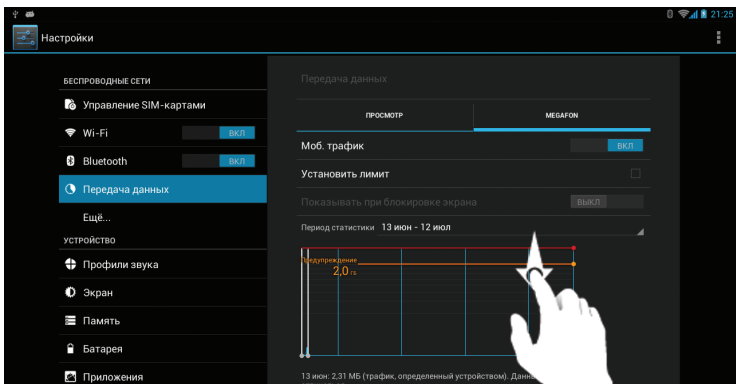 21:25
Настройки
БЕСПРОВОДНЫЕ СЕТИ
Управление SIM-картами
Wi-Fi ВКЛ
Bluetooth ВКЛ
Передача данных
Ещё...
УСТРОЙСТВО
Профили звука
Экран
Память
Батарея
Приложения
Передача данных
ПРОСМОТР MEGAFON
Моб. трафик ВКЛ
Установить лимит
Показывать при блокировке экрана ВЫКЛ
Период статистики 13 июн - 12 июл
Предупреждение
2,0 ГБ
13 июн: 2,31 МБ (трафик, определенный устройством).